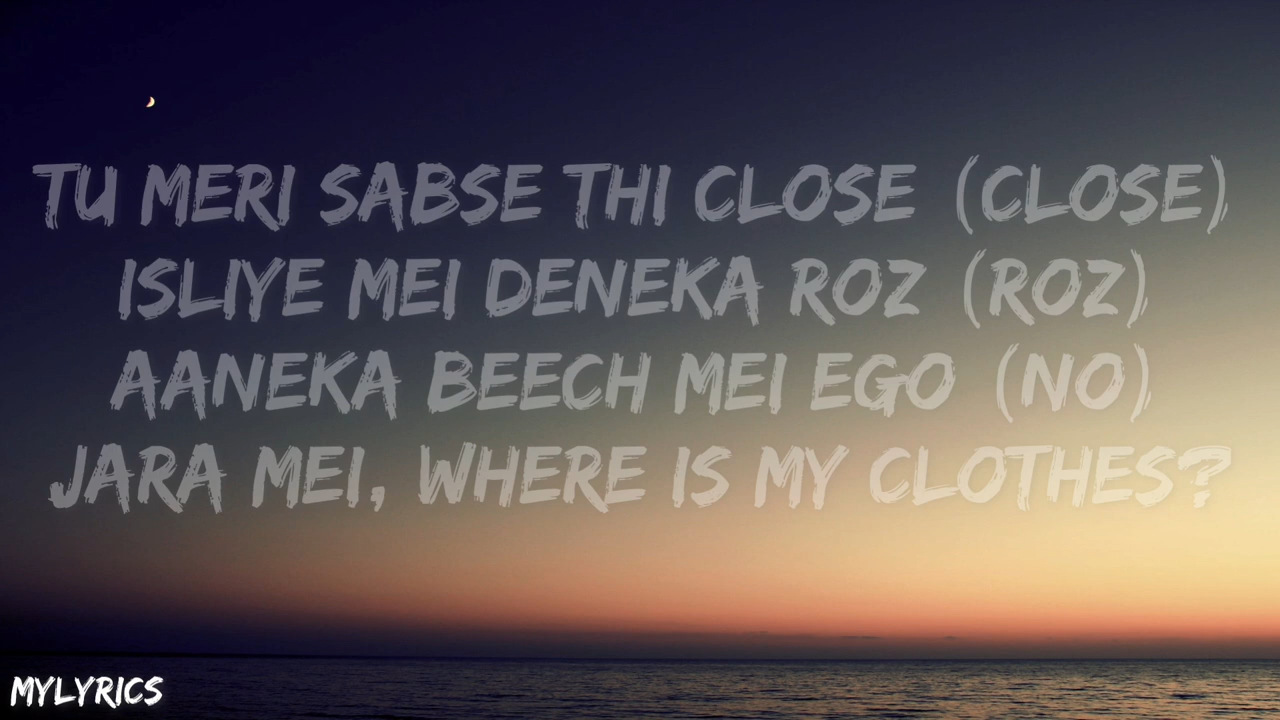 TU MERI SABSE THI CLOSE (CLOSE)
ISLIYE MEI DENEKA ROZ (ROZ)
AANEKA BEECH MEI EGO (NO)
JARA MEI, WHERE IS MY CLOTHES?
MYLYRICS